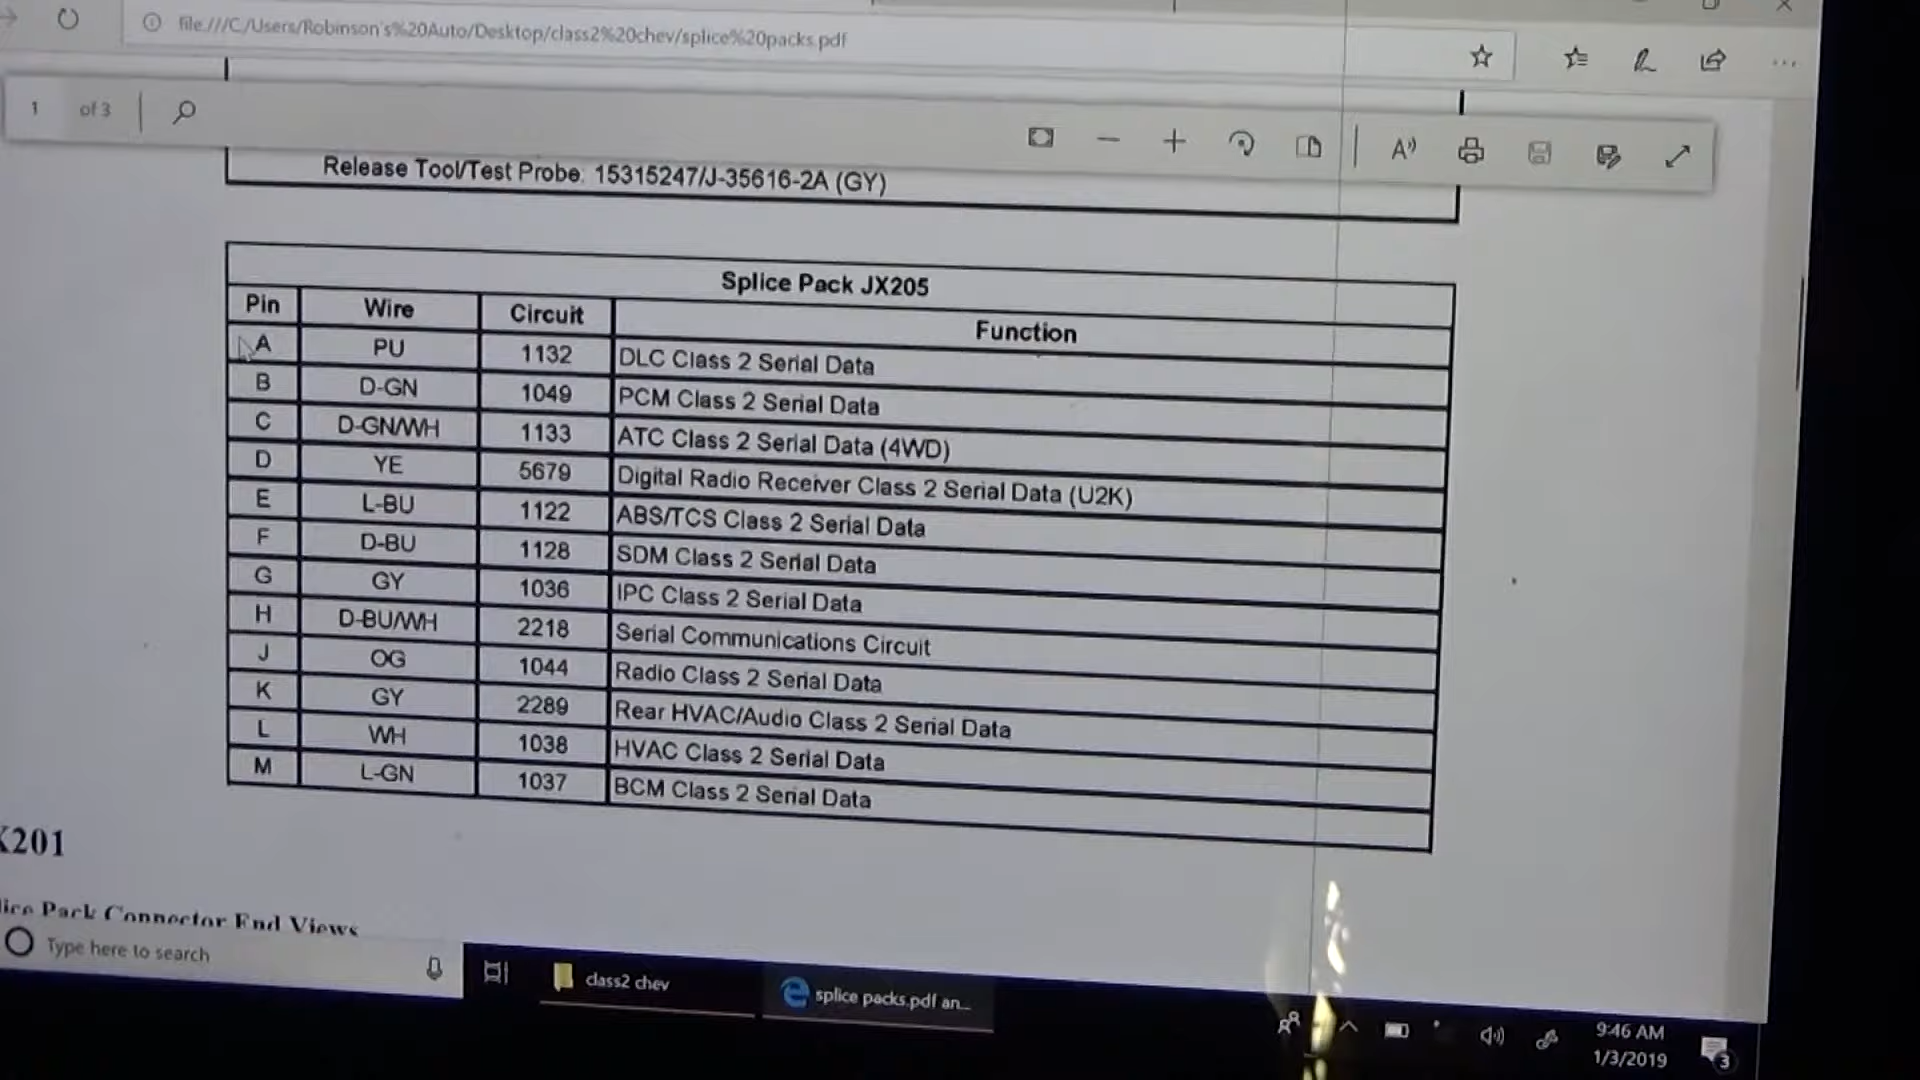 file:///C:/Users/Robinson's%20Auto/Desktop/class2%20chev/splice%20packs.pdf
1 of 3
Release Tool/Test Probe: 15315247/J-35616-2A (GY)
Splice Pack JX205
Pin Wire Circuit Function
A PU 1132 DLC Class 2 Serial Data
B D-GN 1049 PCM Class 2 Serial Data
C D-GN/WH 1133 ATC Class 2 Serial Data (4WD)
D YE 5679 Digital Radio Receiver Class 2 Serial Data (U2K)
E L-BU 1122 ABS/TCS Class 2 Serial Data
F D-BU 1128 SDM Class 2 Serial Data
G GY 1036 IPC Class 2 Serial Data
H D-BU/WH 2218 Serial Communications Circuit
J OG 1044 Radio Class 2 Serial Data
K GY 2289 Rear HVAC/Audio Class 2 Serial Data
L WH 1038 HVAC Class 2 Serial Data
M L-GN 1037 BCM Class 2 Serial Data
X201
lice Pack Connector End Views
Type here to search
class2 chev
splice packs.pdf an...
9:46 AM
1/3/2019
3